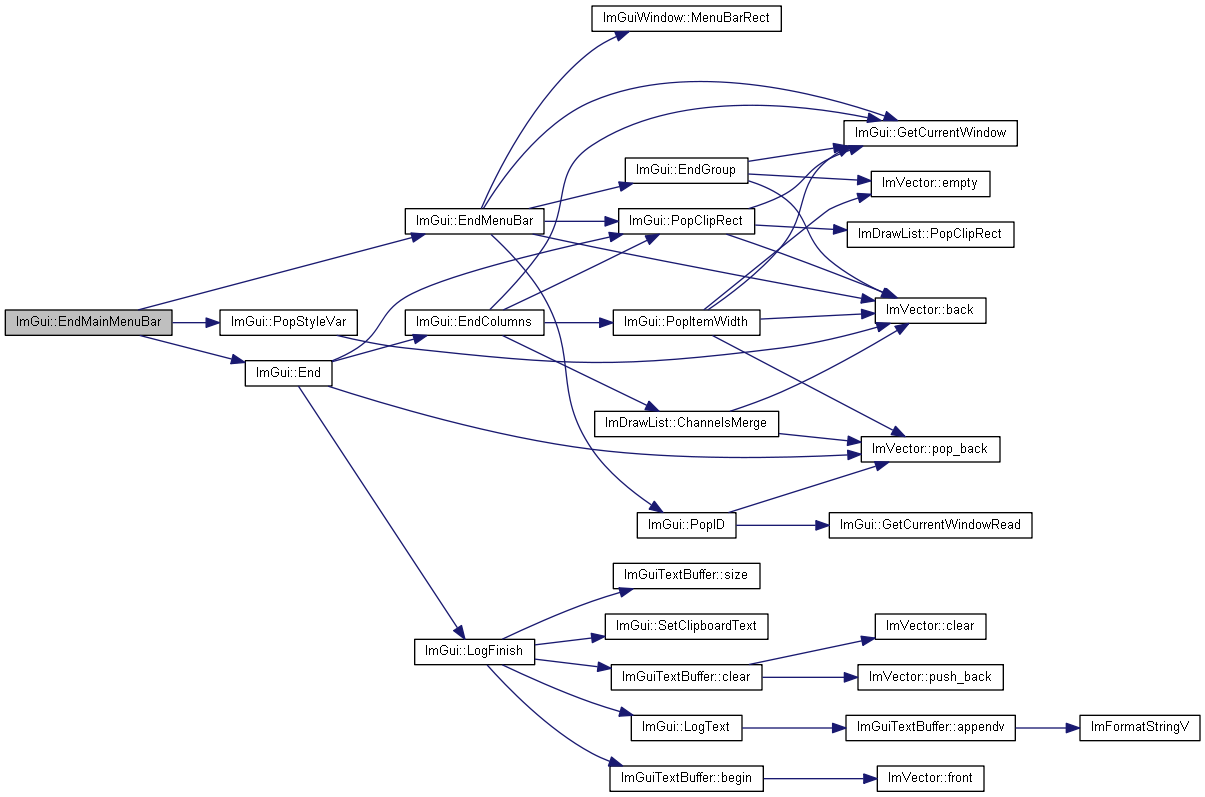 ImGuiWindow::MenuBarRect
ImGui::GetCurrentWindow
ImGui::EndGroup
ImVector::empty
ImGui::EndMenuBar
ImGui::PopClipRect
ImDrawList::PopClipRect
ImGui::EndMainMenuBar
ImGui::PopStyleVar
ImGui::EndColumns
ImGui::PopItemWidth
ImVector::back
ImGui::End
ImDrawList::ChannelsMerge
ImVector::pop_back
ImGui::PopID
ImGui::GetCurrentWindowRead
ImGuiTextBuffer::size
ImGui::SetClipboardText
ImVector::clear
ImGui::LogFinish
ImGuiTextBuffer::clear
ImVector::push_back
ImGui::LogText
ImGuiTextBuffer::appendv
ImFormatStringV
ImGuiTextBuffer::begin
ImVector::front